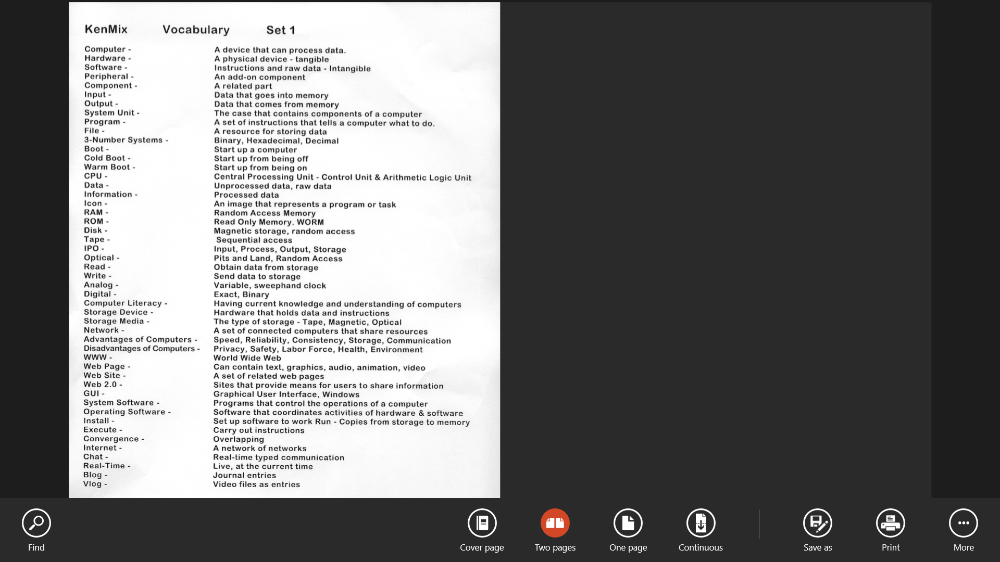 KenMix Vocabulary Set 1
Computer - A device that can process data.
Hardware - A physical device - tangible
Software - Instructions and raw data - Intangible
Peripheral - An add-on component
Component - A related part
Input - Data that goes into memory
Output - Data that comes from memory
System Unit - The case that contains components of a computer
Program - A set of instructions that tells a computer what to do.
File - A resource for storing data
3-Number Systems - Binary, Hexadecimal, Decimal
Boot - Start up a computer
Cold Boot - Start up from being off
Warm Boot - Start up from being on
CPU - Central Processing Unit - Control Unit & Arithmetic Logic Unit
Data - Unprocessed data, raw data
Information - Processed data
Icon - An image that represents a program or task
RAM - Random Access Memory
ROM - Read Only Memory. WORM
Disk - Magnetic storage, random access
Tape - Sequential access
IPO - Input, Process, Output, Storage
Optical - Pits and Land, Random Access
Read - Obtain data from storage
Write - Send data to storage
Analog - Variable, sweephand clock
Digital - Exact, Binary
Computer Literacy - Having current knowledge and understanding of computers
Storage Device - Hardware that holds data and instructions
Storage Media - The type of storage - Tape, Magnetic, Optical
Network - A set of connected computers that share resources
Advantages of Computers - Speed, Reliability, Consistency, Storage, Communication
Disadvantages of Computers - Privacy, Safety, Labor Force, Health, Environment
WWW - World Wide Web
Web Page - Can contain text, graphics, audio, animation, video
Web Site - A set of related web pages
Web 2.0 - Sites that provide means for users to share information
GUI - Graphical User Interface, Windows
System Software - Programs that control the operations of a computer
Operating Software - Software that coordinates activities of hardware & software
Install - Set up software to work Run - Copies from storage to memory
Execute - Carry out instructions
Convergence - Overlapping
Internet - A network of networks
Chat - Real-time typed communication
Real-Time - Live, at the current time
Blog - Journal entries
Vlog - Video files as entries
Find Cover page Two pages One page Continuous Save as Print More